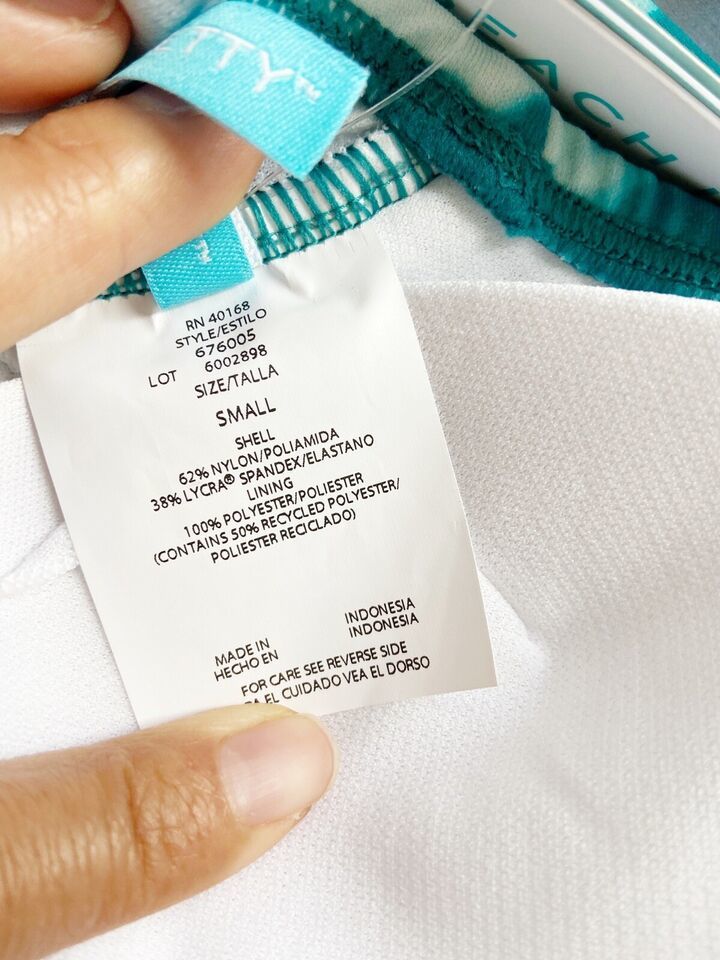 ETTY™
EACH
RN 40168
STYLE/ESTILO
676005
LOT 6002898
SIZE/TALLA
SMALL
SHELL
62% NYLON/POLIAMIDA
38% LYCRA® SPANDEX/ELASTANO
LINING
100% POLYESTER/POLIESTER
(CONTAINS 50% RECYCLED POLYESTER/
POLIESTER RECICLADO)
MADE IN INDONESIA
HECHO EN INDONESIA
FOR CARE SEE REVERSE SIDE
EL CUIDADO VEA EL DORSO